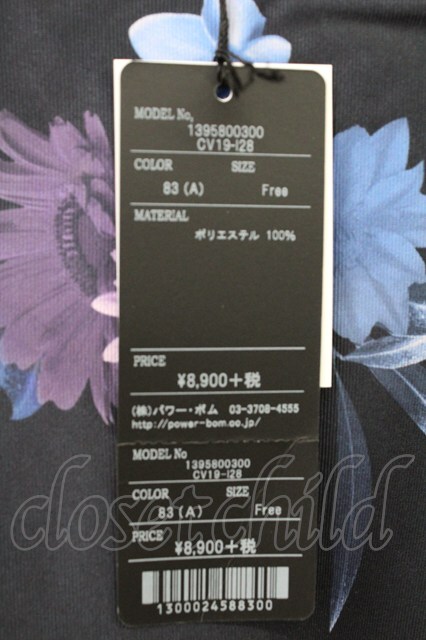 MODEL No,
1395800300
CV19-I28
COLOR SIZE
83 (A) Free
MATERIAL
ポリエステル 100%
PRICE
¥8,900+税
(株)パワー・ボム 03-3708-4555
http://power-bom.co.jp/
MODEL No
1395800300
CV19-I28
COLOR SIZE
83 (A) Free
PRICE
¥8,900+税
1300024588300
closet child